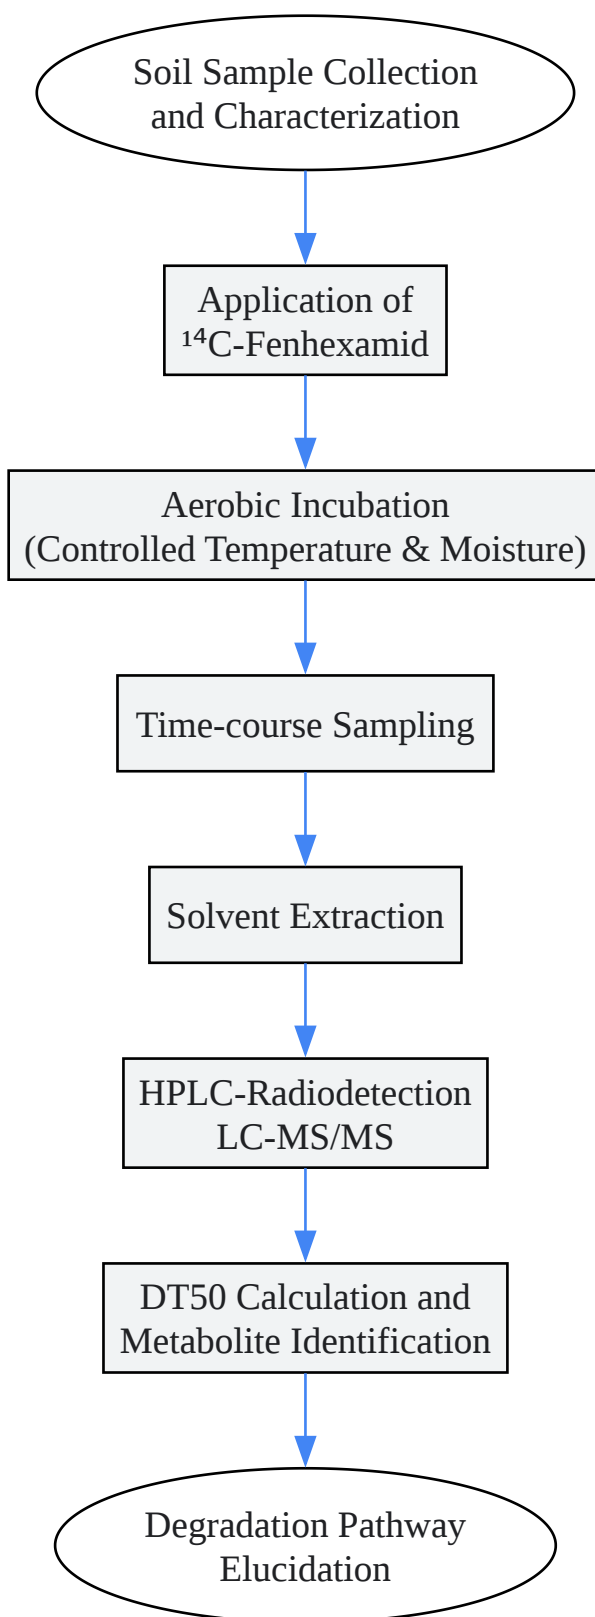 Soil Sample Collection
and Characterization
Application of
¹⁴C-Fenhexamid
Aerobic Incubation
(Controlled Temperature & Moisture)
Time-course Sampling
Solvent Extraction
HPLC-Radiodetection
LC-MS/MS
DT50 Calculation and
Metabolite Identification
Degradation Pathway
Elucidation